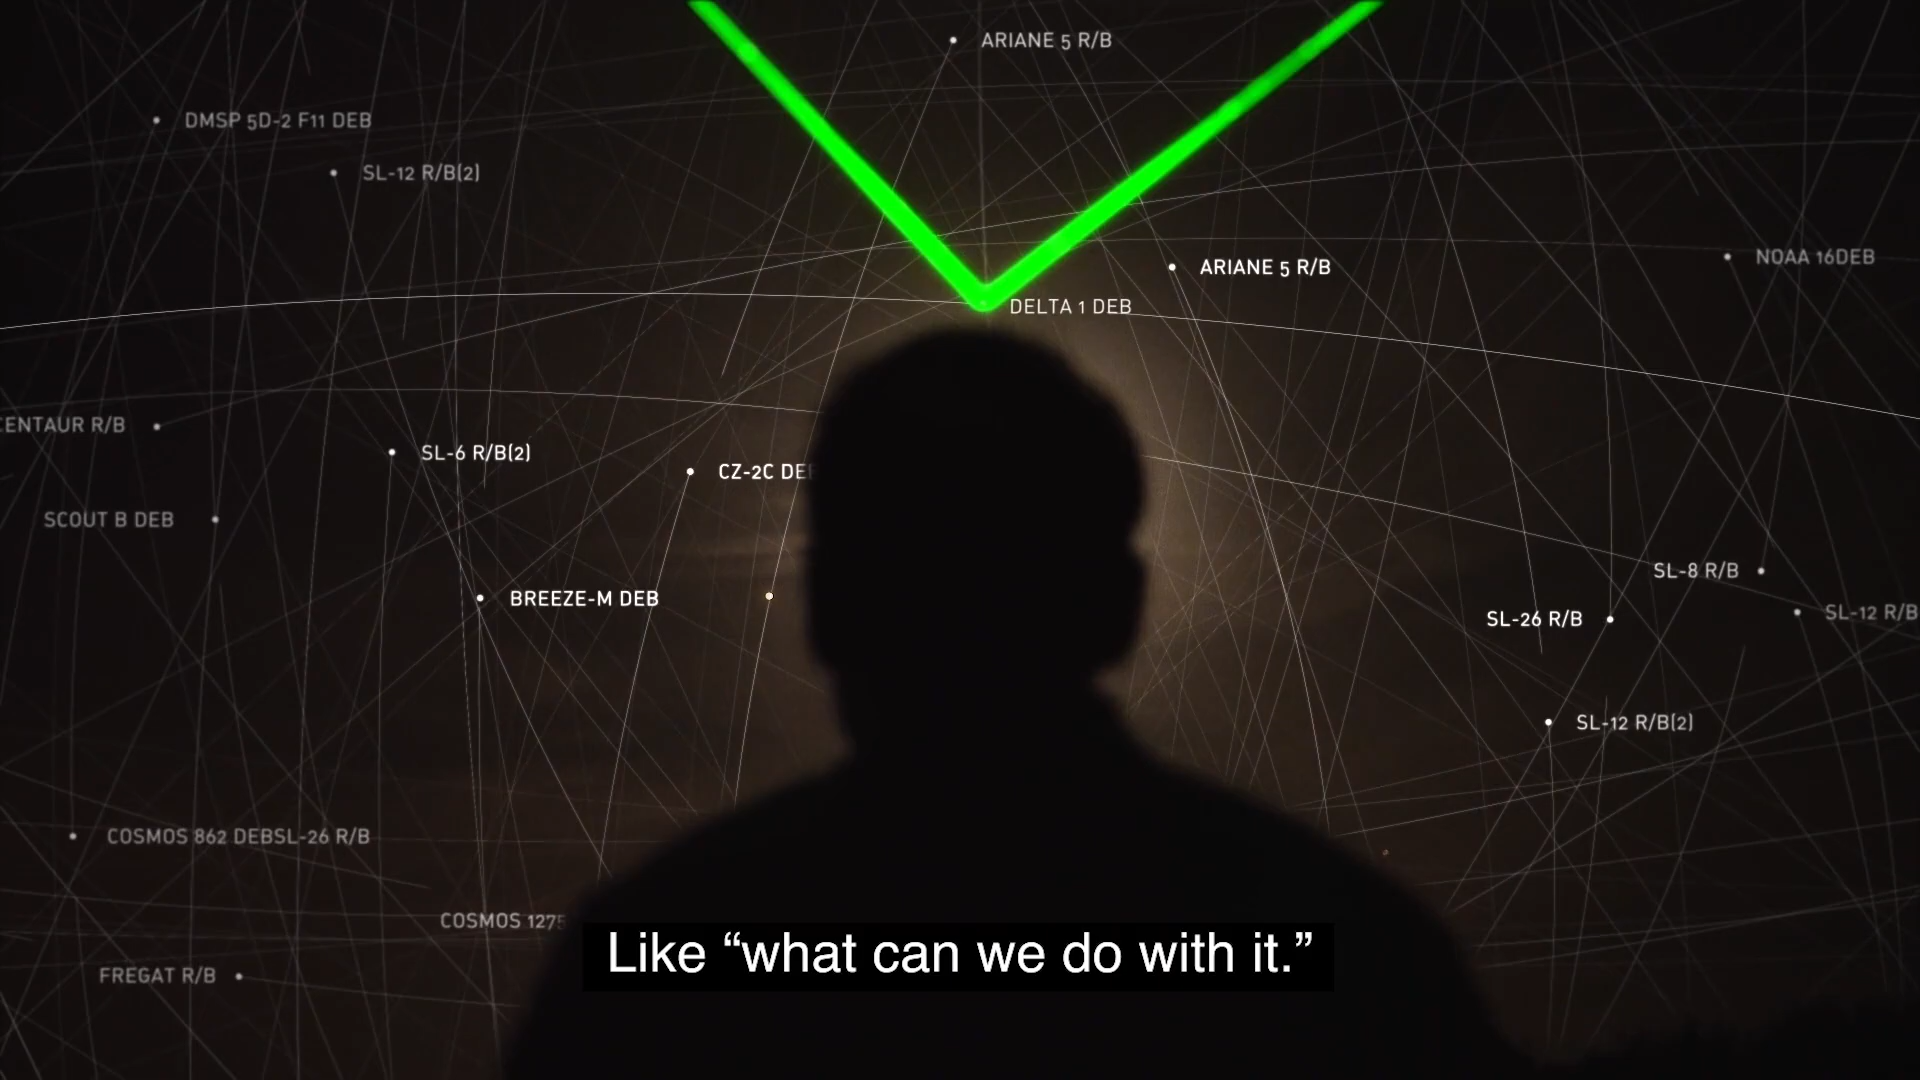 ARIANE 5 R/B
DMSP 5D-2 F11 DEB
SL-12 R/B(2)
NOAA 16DEB
ARIANE 5 R/B
DELTA 1 DEB
CENTAUR R/B
SL-6 R/B(2)
CZ-2C DEB
SCOUT B DEB
SL-8 R/B
BREEZE-M DEB
SL-12 R/B
SL-26 R/B
SL-12 R/B(2)
COSMOS 862 DEBSL-26 R/B
COSMOS 1275
Like “what can we do with it.”
FREGAT R/B